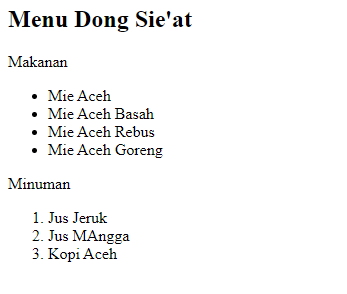 Menu Dong Sie'at
Makanan
• Mie Aceh
• Mie Aceh Basah
• Mie Aceh Rebus
• Mie Aceh Goreng
Minuman
1. Jus Jeruk
2. Jus MAngga
3. Kopi Aceh